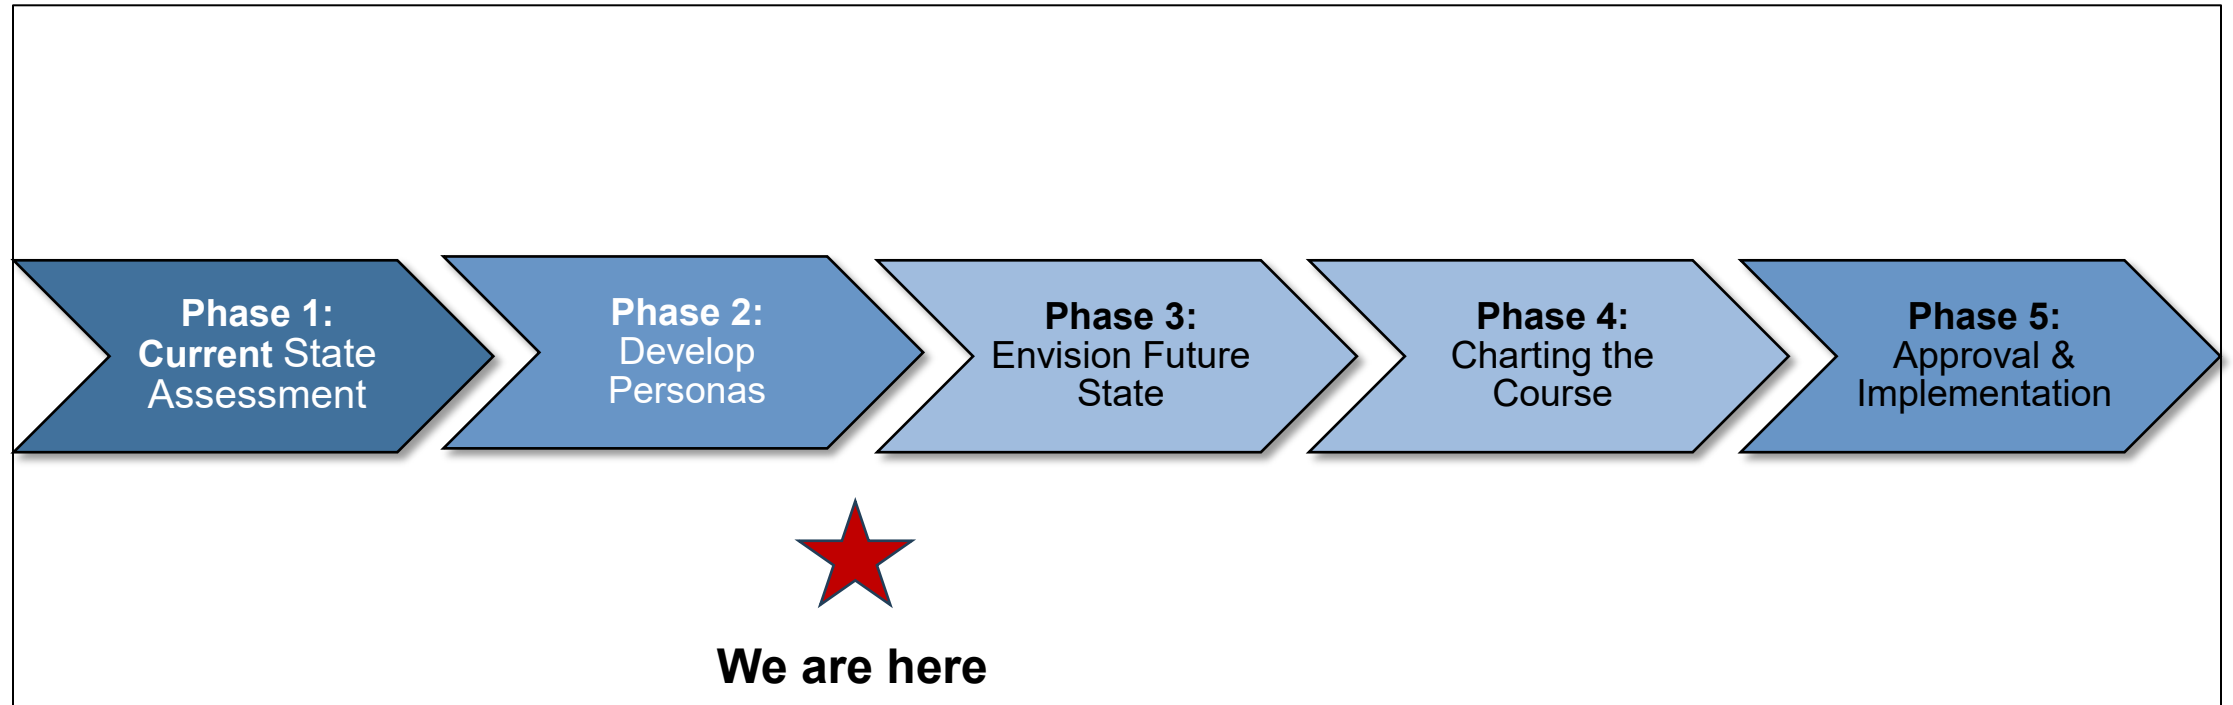 Phase 1:
Current State
Assessment
Phase 2:
Develop
Personas
Phase 3:
Envision Future
State
Phase 4:
Charting the
Course
Phase 5:
Approval &
Implementation
We are here